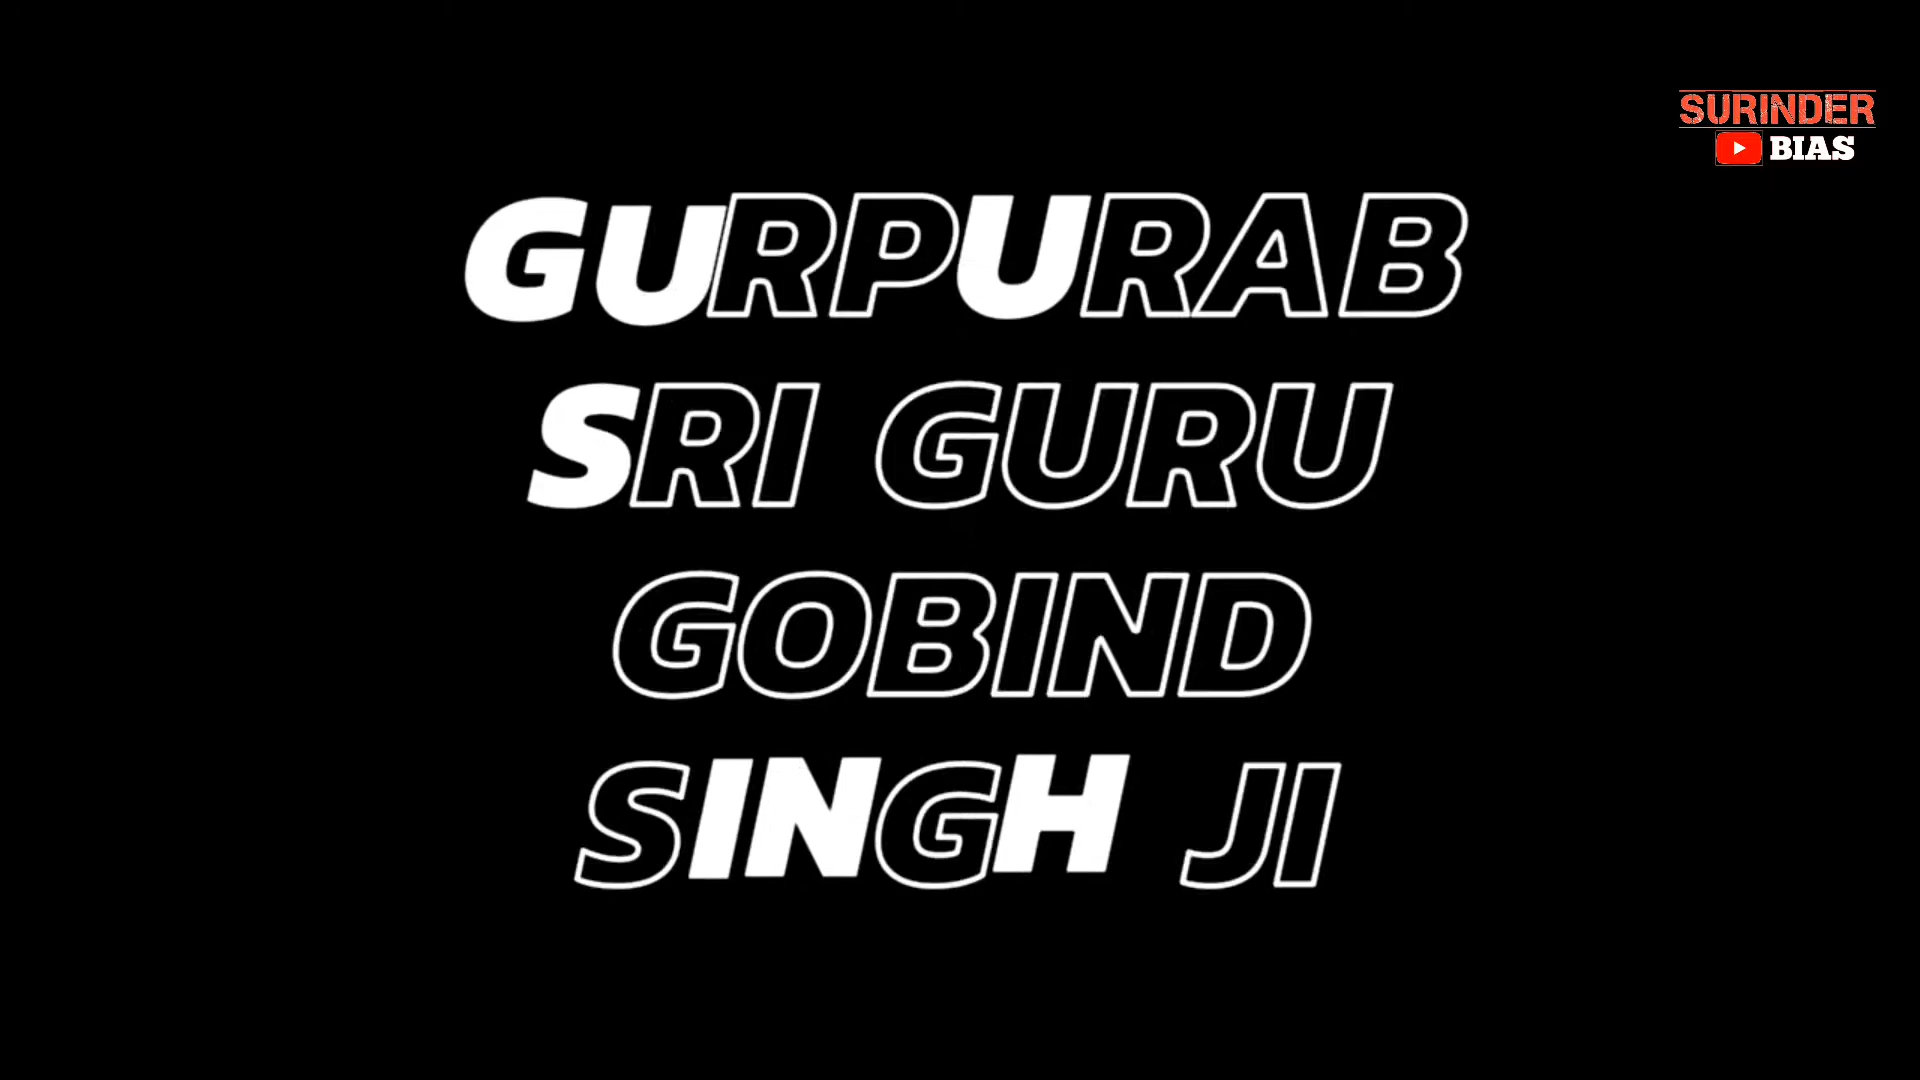 SURINDER
BIAS
GURPURAB
SRI GURU
GOBIND
SINGH JI